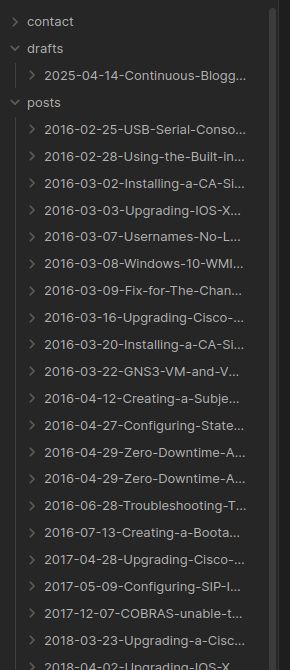 contact
drafts
2025-04-14-Continuous-Blogg...
posts
2016-02-25-USB-Serial-Conso...
2016-02-28-Using-the-Built-in...
2016-03-02-Installing-a-CA-Si...
2016-03-03-Upgrading-IOS-X...
2016-03-07-Usernames-No-L...
2016-03-08-Windows-10-WMI...
2016-03-09-Fix-for-The-Chan...
2016-03-16-Upgrading-Cisco-...
2016-03-20-Installing-a-CA-Si...
2016-03-22-GNS3-VM-and-V...
2016-04-12-Creating-a-Subje...
2016-04-27-Configuring-State...
2016-04-29-Zero-Downtime-A...
2016-04-29-Zero-Downtime-A...
2016-06-28-Troubleshooting-T...
2016-07-13-Creating-a-Boota...
2017-04-28-Upgrading-Cisco-...
2017-05-09-Configuring-SIP-I...
2017-12-07-COBRAS-unable-t...
2018-03-23-Upgrading-a-Cisc...
2018-04-02-Upgrading-IOS-X